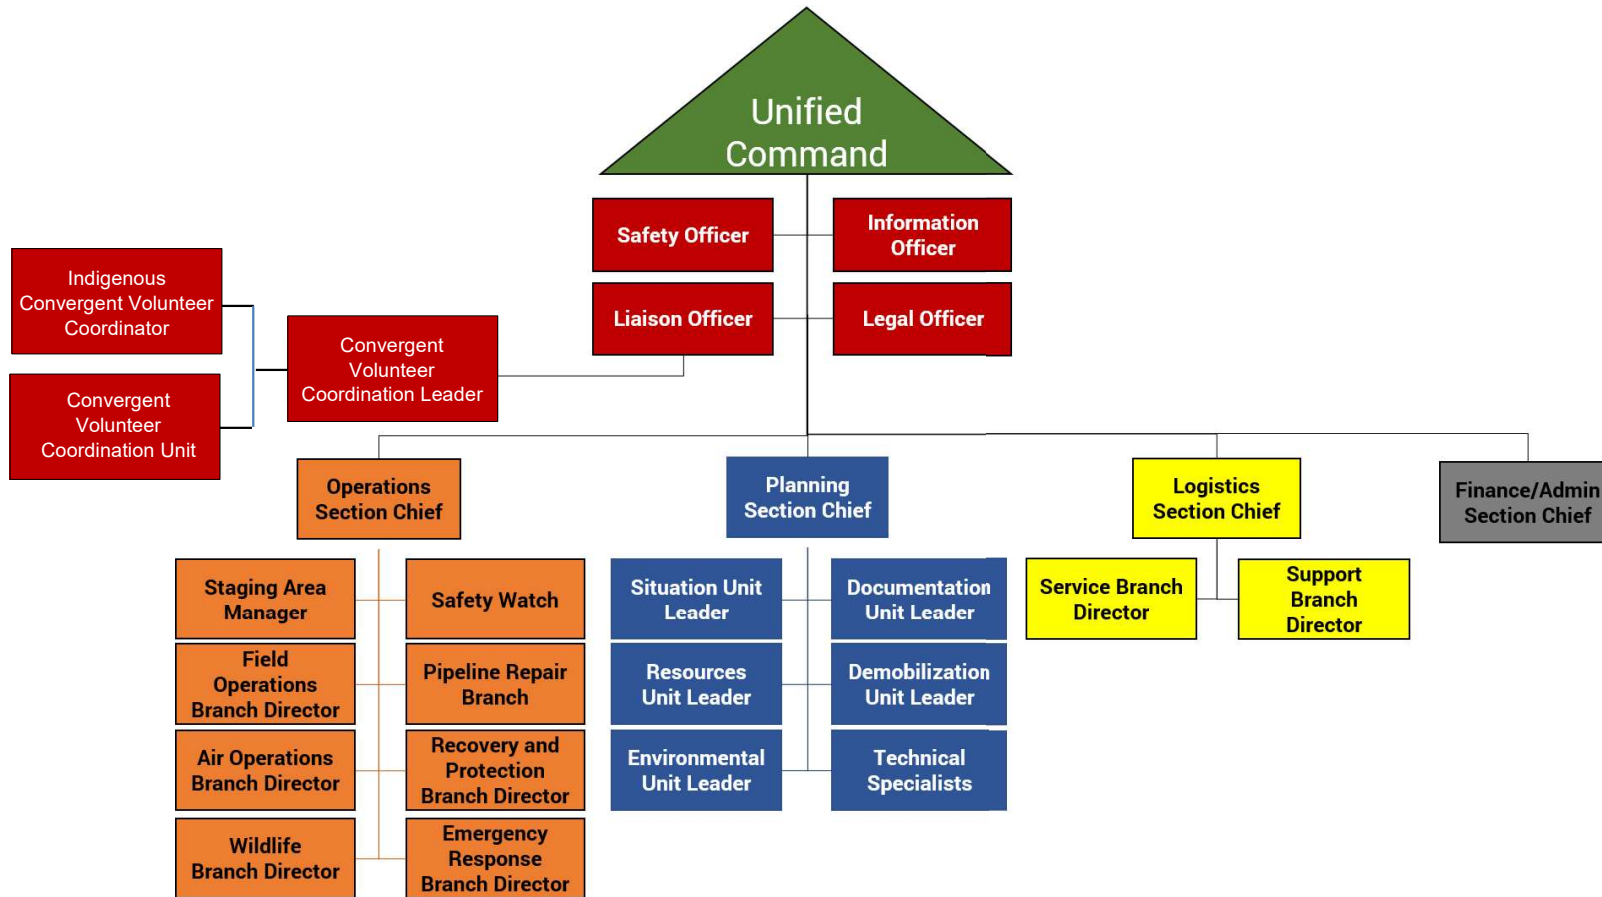 Unified
Command
Safety Officer
Information
Officer
Liaison Officer
Legal Officer
Indigenous
Convergent Volunteer
Coordinator
Convergent
Volunteer
Coordination Leader
Convergent
Volunteer
Coordination Unit
Operations
Section Chief
Planning
Section Chief
Logistics
Section Chief
Finance/Admin
Section Chief
Staging Area
Manager
Safety Watch
Field
Operations
Branch Director
Pipeline Repair
Branch
Air Operations
Branch Director
Recovery and
Protection
Branch Director
Wildlife
Branch Director
Emergency
Response
Branch Director
Situation Unit
Leader
Documentation
Unit Leader
Resources
Unit Leader
Demobilization
Unit Leader
Environmental
Unit Leader
Technical
Specialists
Service Branch
Director
Support
Branch
Director